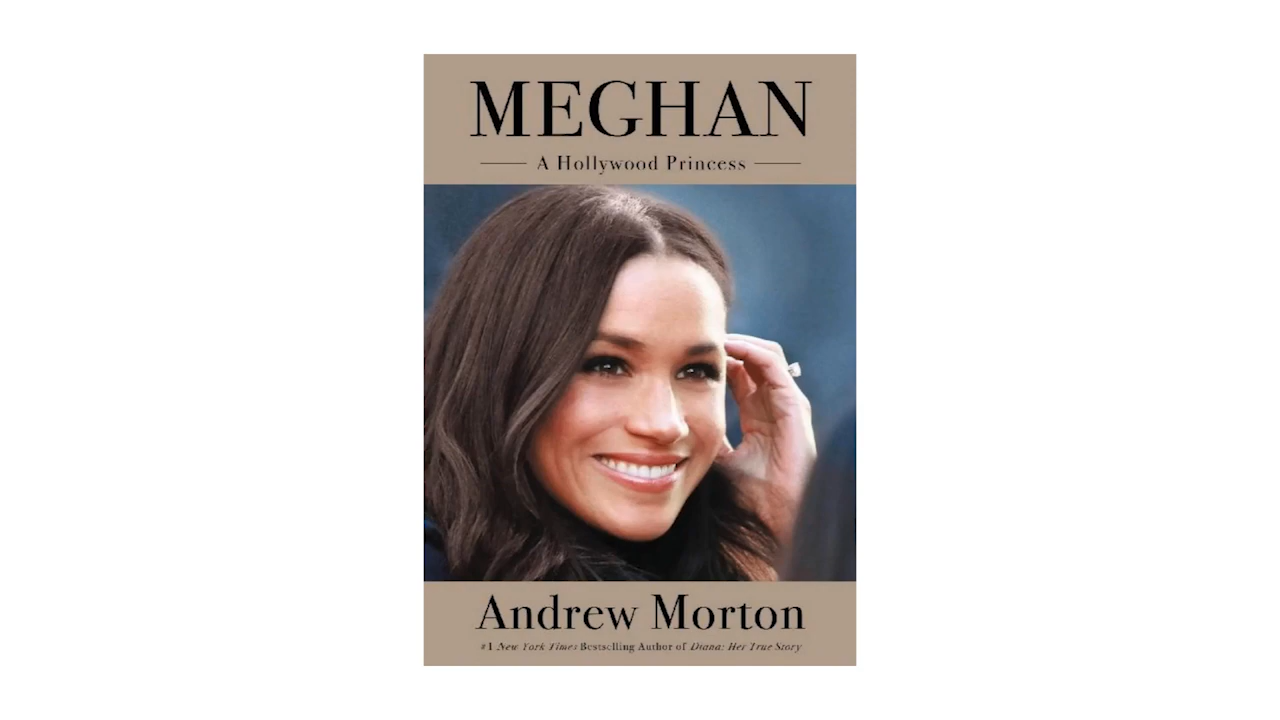 MEGHAN
A Hollywood Princess
Andrew Morton
#1 New York Times Bestselling Author of Diana: Her True Story